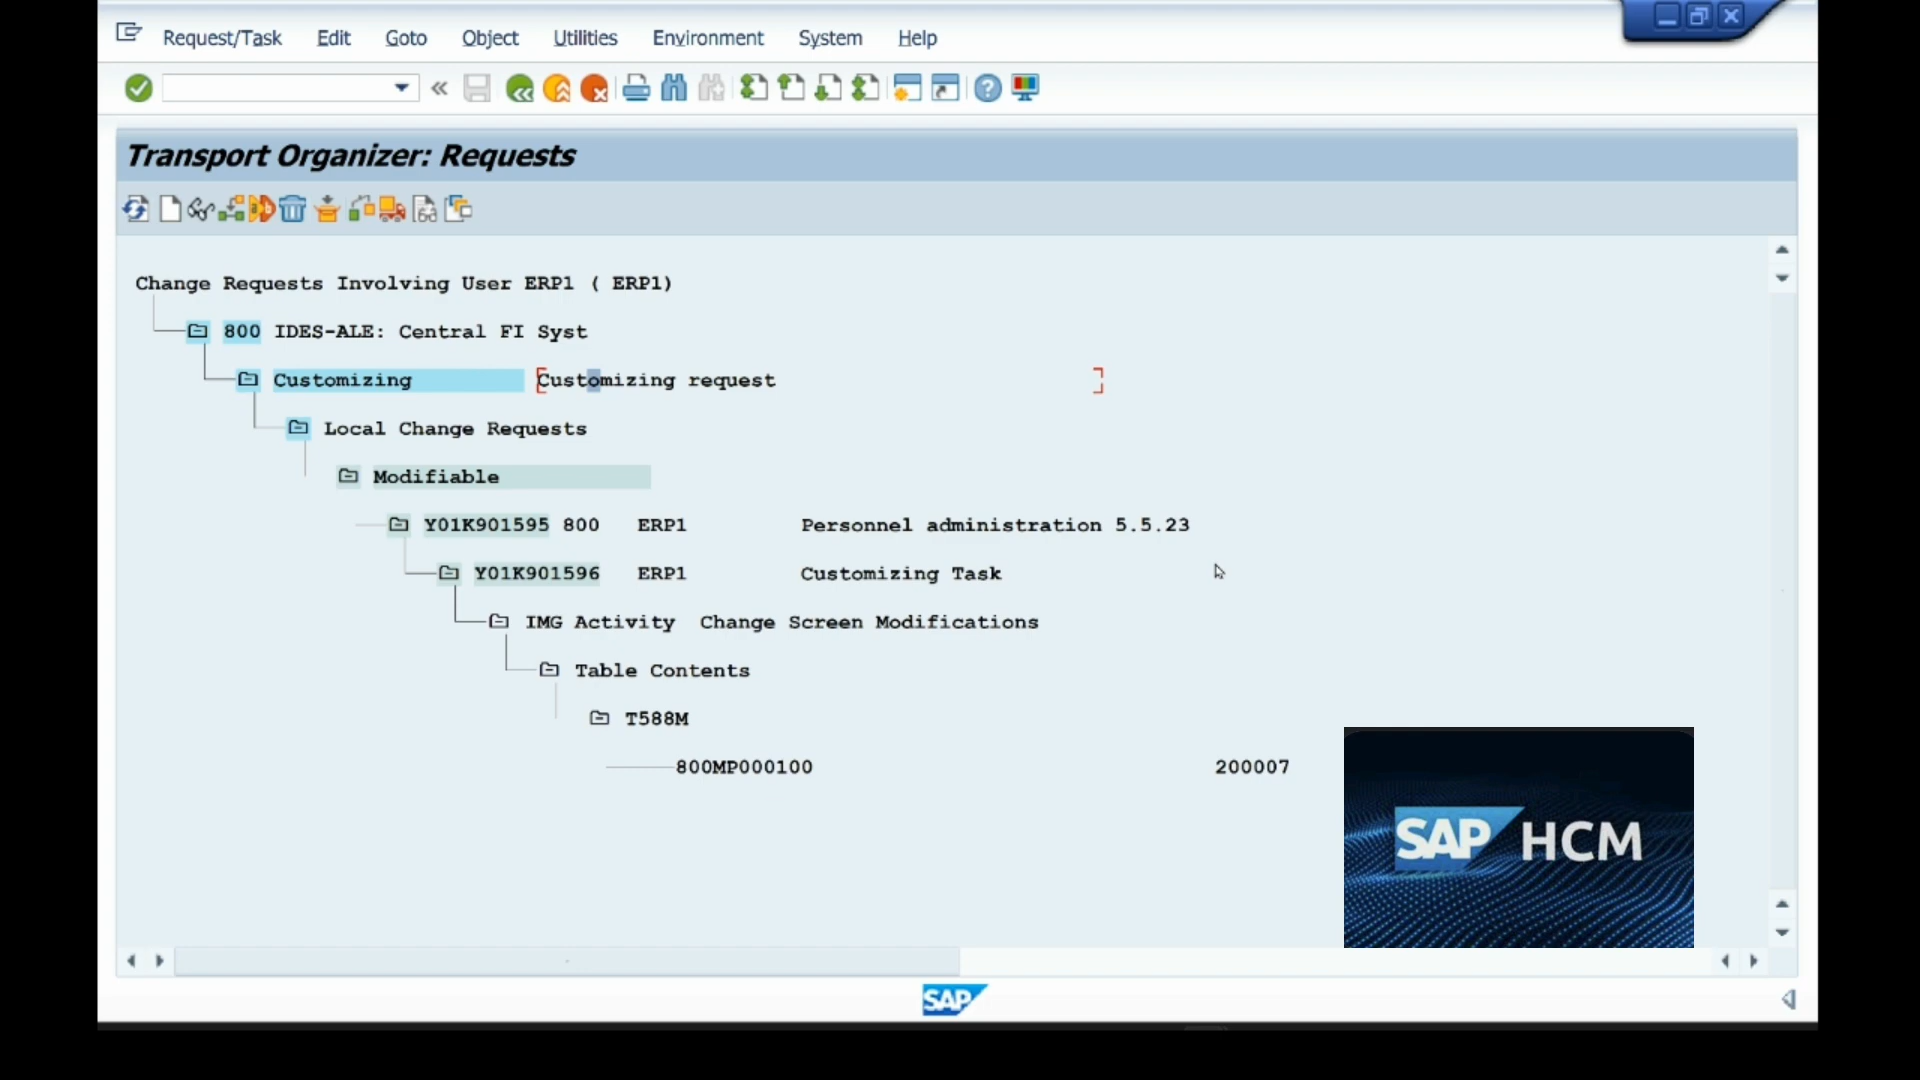 Request/Task Edit Goto Object Utilities Environment System Help
Transport Organizer: Requests
Change Requests Involving User ERP1 ( ERP1)
800 IDES-ALE: Central FI Syst
Customizing Customizing request
Local Change Requests
Modifiable
Y01K901595 800 ERP1 Personnel administration 5.5.23
Y01K901596 ERP1 Customizing Task
IMG Activity Change Screen Modifications
Table Contents
T588M
800MP000100 200007
SAP HCM
SAP